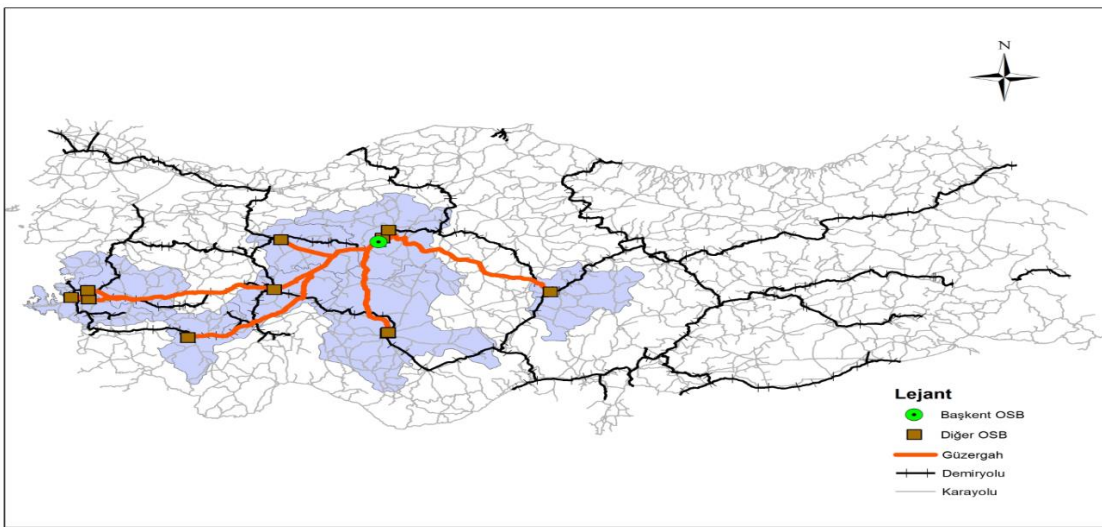 N
Lejant
Başkent OSB
Diğer OSB
Güzergah
Demiryolu
Karayolu